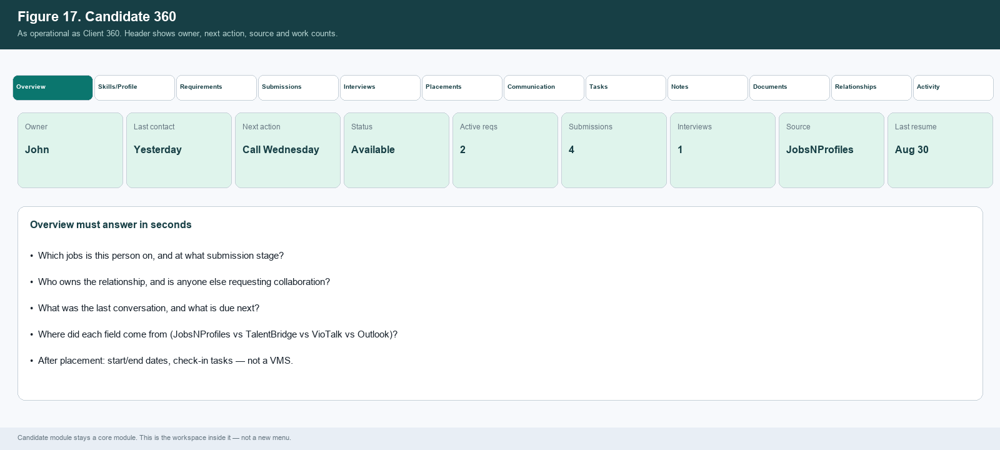 Figure 17. Candidate 360
As operational as Client 360. Header shows owner, next action, source and work counts.
Overview
Skills/Profile
Requirements
Submissions
Interviews
Placements
Communication
Tasks
Notes
Documents
Relationships
Activity
Owner
John
Last contact
Yesterday
Next action
Call Wednesday
Status
Available
Active reqs
2
Submissions
4
Interviews
1
Source
JobsNProfiles
Last resume
Aug 30
Overview must answer in seconds
• Which jobs is this person on, and at what submission stage?
• Who owns the relationship, and is anyone else requesting collaboration?
• What was the last conversation, and what is due next?
• Where did each field come from (JobsNProfiles vs TalentBridge vs VioTalk vs Outlook)?
• After placement: start/end dates, check-in tasks — not a VMS.
Candidate module stays a core module. This is the workspace inside it — not a new menu.